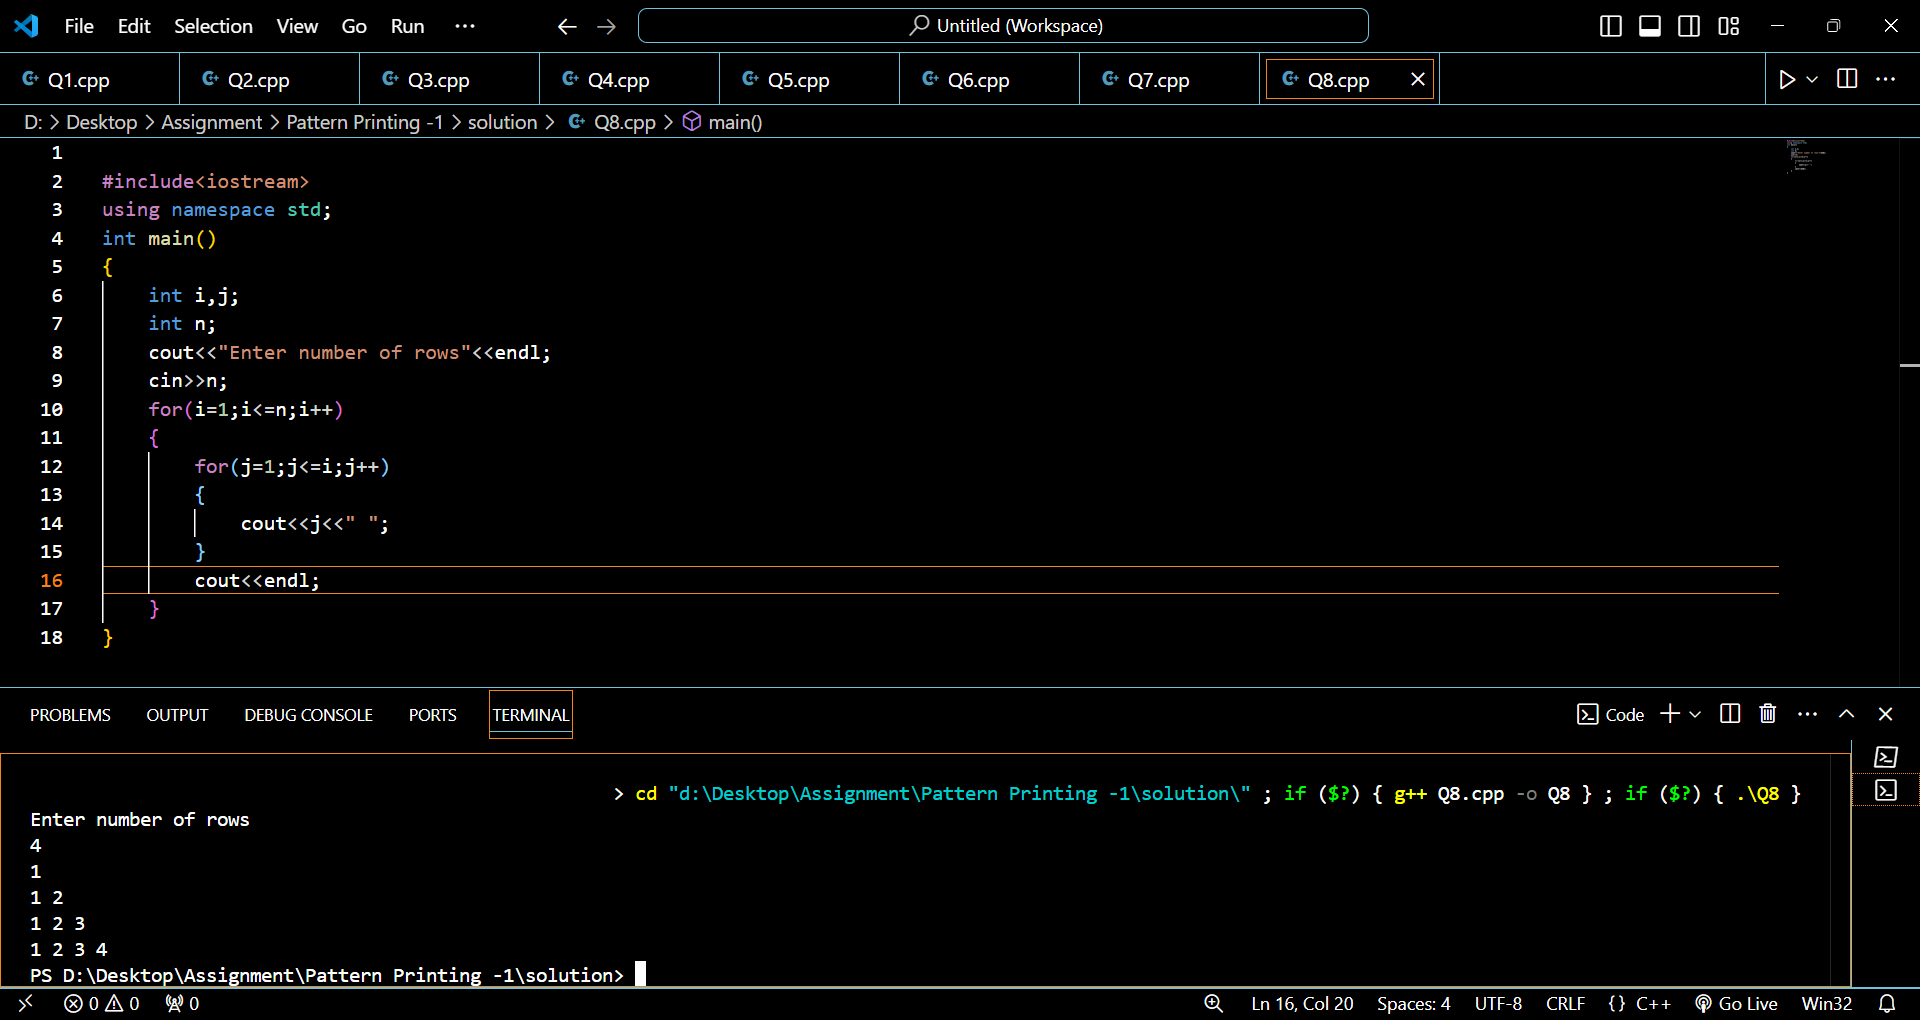 File Edit Selection View Go Run ··· Untitled (Workspace)
Q1.cpp Q2.cpp Q3.cpp Q4.cpp Q5.cpp Q6.cpp Q7.cpp Q8.cpp
D: > Desktop > Assignment > Pattern Printing -1 > solution > Q8.cpp > main()
1
2 #include<iostream>
3 using namespace std;
4 int main()
5 {
6 int i,j;
7 int n;
8 cout<<"Enter number of rows"<<endl;
9 cin>>n;
10 for(i=1;i<=n;i++)
11 {
12 for(j=1;j<=i;j++)
13 {
14 cout<<j<<" ";
15 }
16 cout<<endl;
17 }
18 }
PROBLEMS OUTPUT DEBUG CONSOLE PORTS TERMINAL Code
> cd "d:\Desktop\Assignment\Pattern Printing -1\solution\" ; if ($?) { g++ Q8.cpp -o Q8 } ; if ($?) { .\Q8 }
Enter number of rows
4
1
1 2
1 2 3
1 2 3 4
PS D:\Desktop\Assignment\Pattern Printing -1\solution>
0 0 0 Ln 16, Col 20 Spaces: 4 UTF-8 CRLF {} C++ Go Live Win32